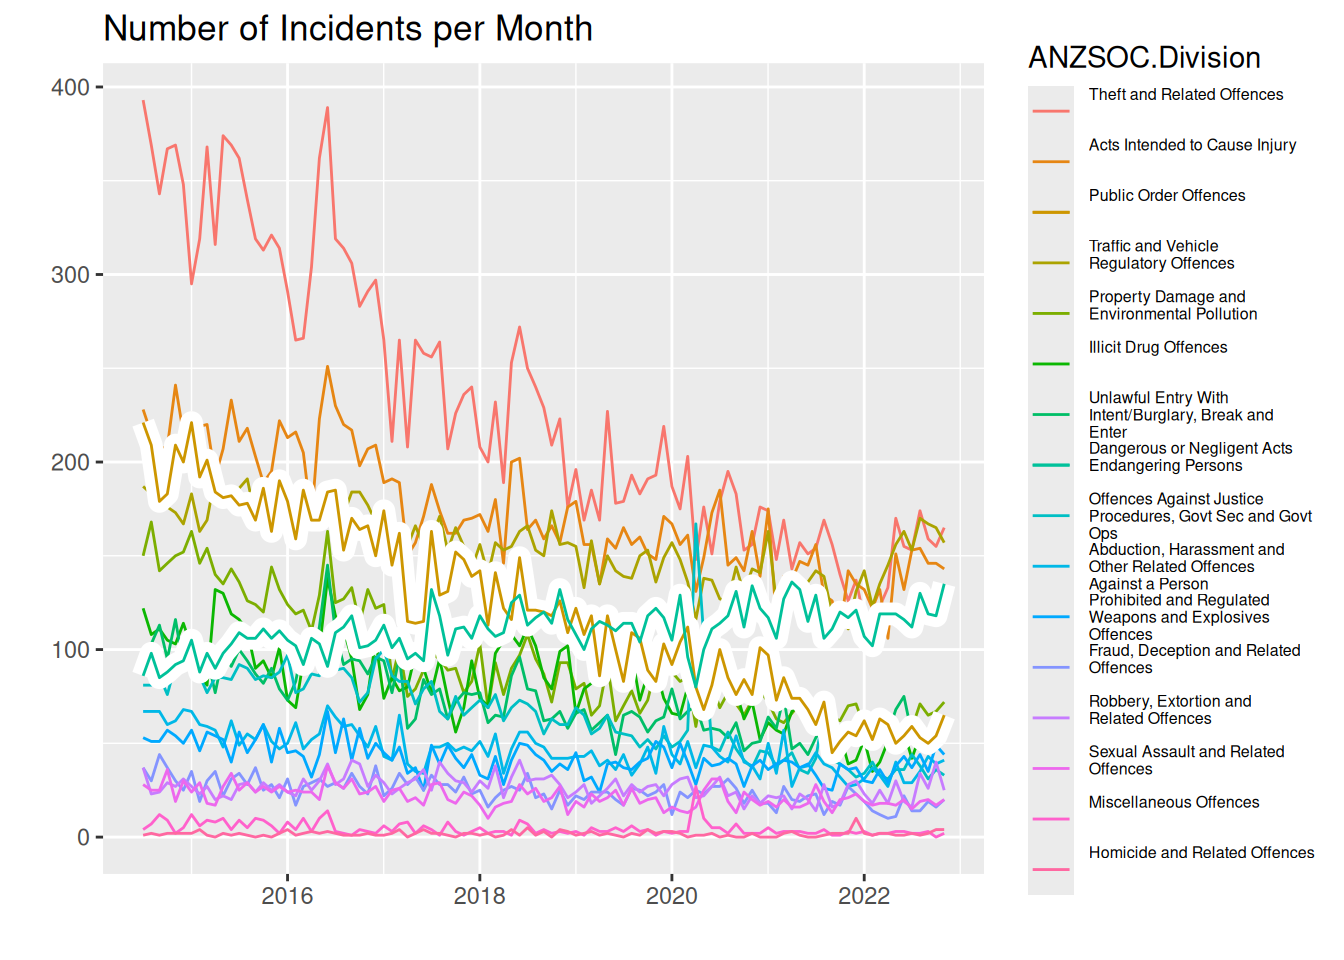 Number of Incidents per Month
400
300
200
100
0
2016
2018
2020
2022
ANZSOC.Division
Theft and Related Offences
Acts Intended to Cause Injury
Public Order Offences
Traffic and Vehicle
Regulatory Offences
Property Damage and
Environmental Pollution
Illicit Drug Offences
Unlawful Entry With
Intent/Burglary, Break and
Enter
Dangerous or Negligent Acts
Endangering Persons
Offences Against Justice
Procedures, Govt Sec and Govt
Ops
Abduction, Harassment and
Other Related Offences
Against a Person
Prohibited and Regulated
Weapons and Explosives
Offences
Fraud, Deception and Related
Offences
Robbery, Extortion and
Related Offences
Sexual Assault and Related
Offences
Miscellaneous Offences
Homicide and Related Offences